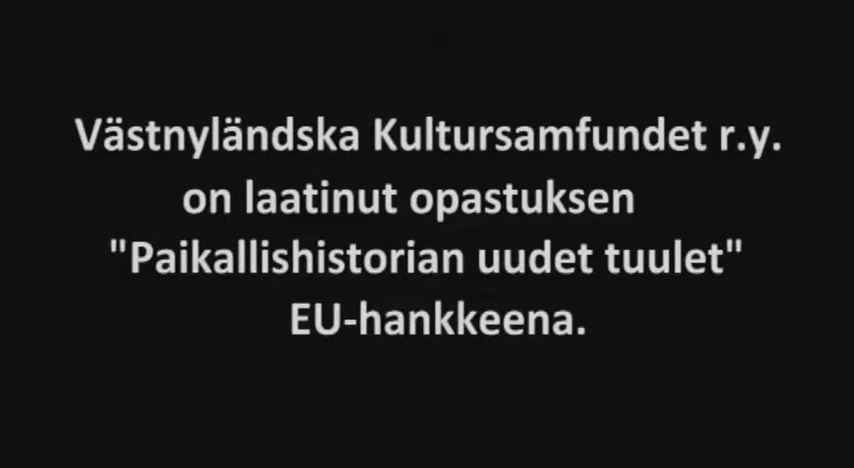 Västnyländska Kultursamfundet r.y.
on laatinut opastuksen
"Paikallishistorian uudet tuulet"
EU-hankkeena.